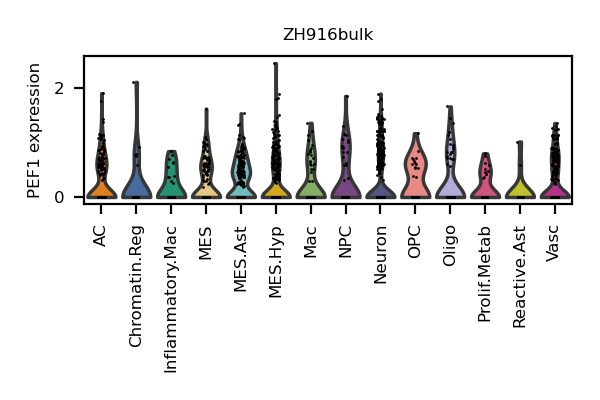 ZH916bulk
PEF1 expression
2
0
AC
Chromatin.Reg
Inflammatory.Mac
MES
MES.Ast
MES.Hyp
Mac
NPC
Neuron
OPC
Oligo
Prolif.Metab
Reactive.Ast
Vasc